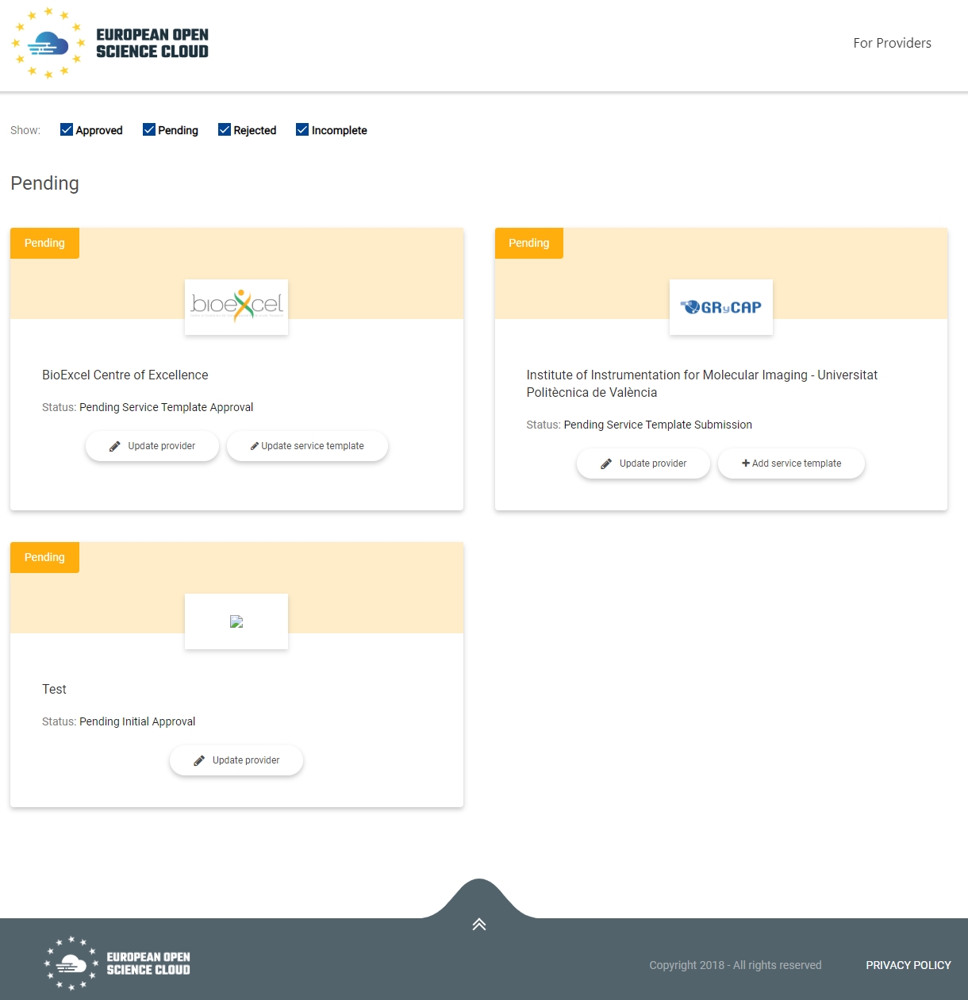 EUROPEAN OPEN
SCIENCE CLOUD
For Providers
Show: Approved Pending Rejected Incomplete
Pending
Pending
bioexcel
BioExcel Centre of Excellence
Status: Pending Service Template Approval
Update provider Update service template
Pending
GRyCAP
Institute of Instrumentation for Molecular Imaging - Universitat
Politècnica de València
Status: Pending Service Template Submission
Update provider Add service template
Pending
Test
Status: Pending Initial Approval
Update provider
EUROPEAN OPEN
SCIENCE CLOUD
Copyright 2018 - All rights reserved
PRIVACY POLICY